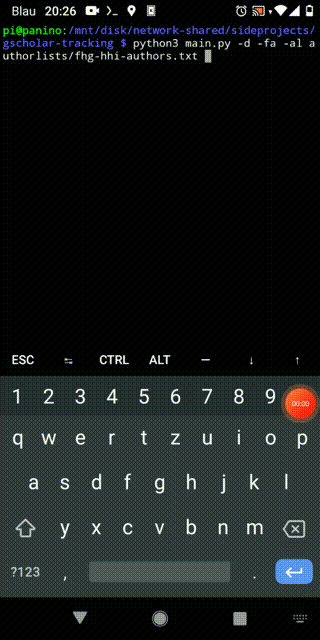 Blau 20:26
pi@panino:/mnt/disk/network-shared/sideprojects/
gscholar-tracking $ python3 main.py -d -fa -al a
uthorlists/fhg-hhi-authors.txt
ESC CTRL ALT — ↓ ↑
1 2 3 4 5 6 7 8 9
00:00
q w e r t z u i o p
a s d f g h j k l
y x c v b n m
?123 , .